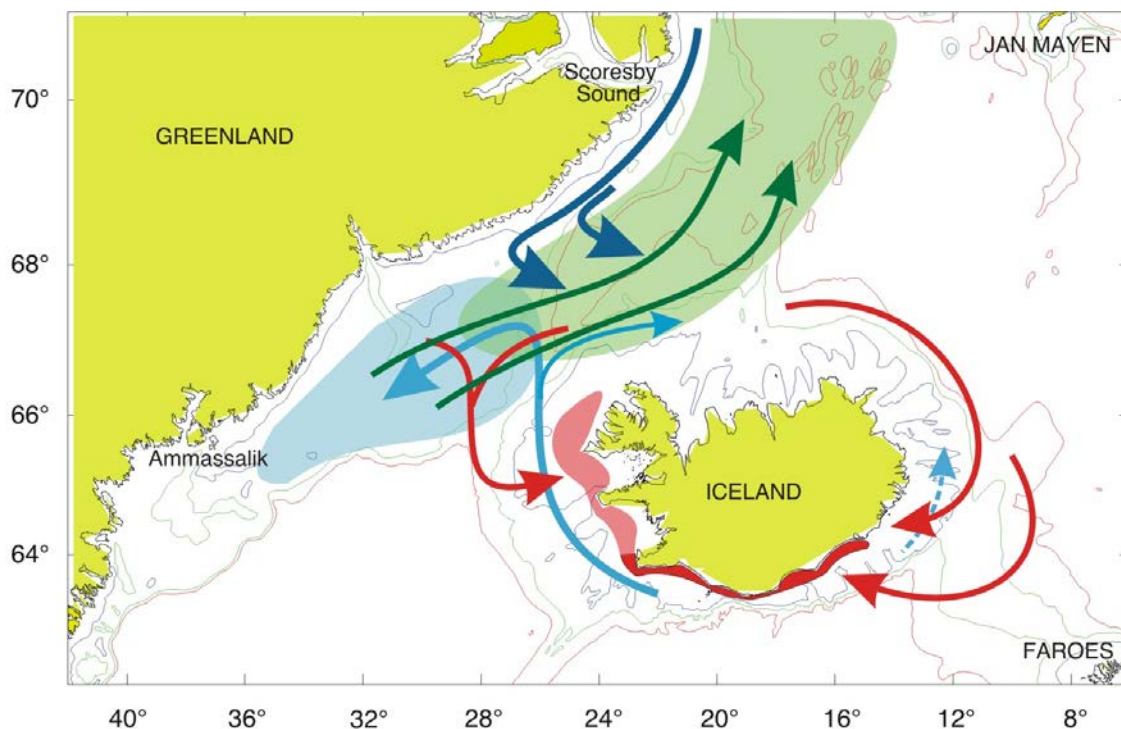 JAN MAYEN
Scoresby
Sound
70°
GREENLAND
68°
66°
Ammassalik
ICELAND
64°
FAROES
40°
36°
32°
28°
24°
20°
16°
12°
8°